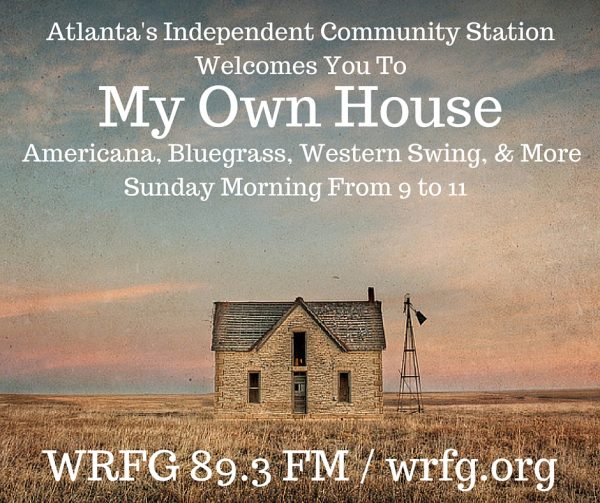 Atlanta's Independent Community Station
Welcomes You To
My Own House
Americana, Bluegrass, Western Swing, & More
Sunday Morning From 9 to 11
WRFG 89.3 FM / wrfg.org